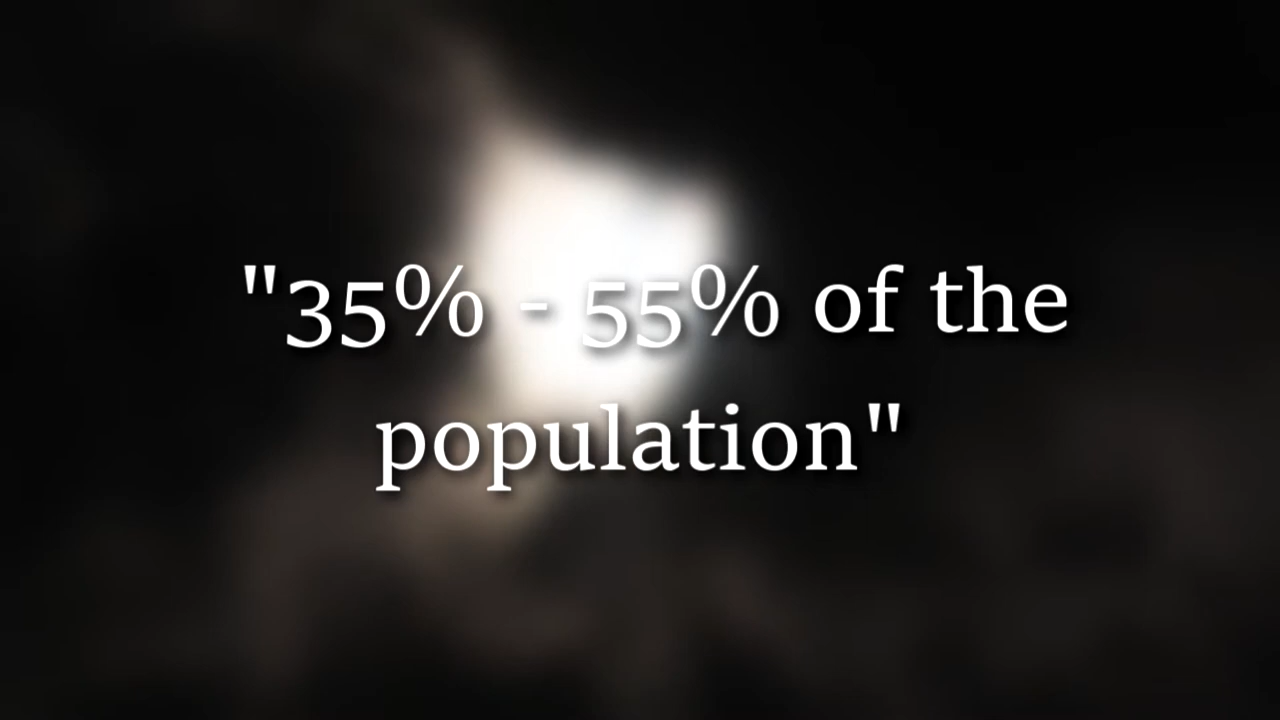 "35% - 55% of the
population"